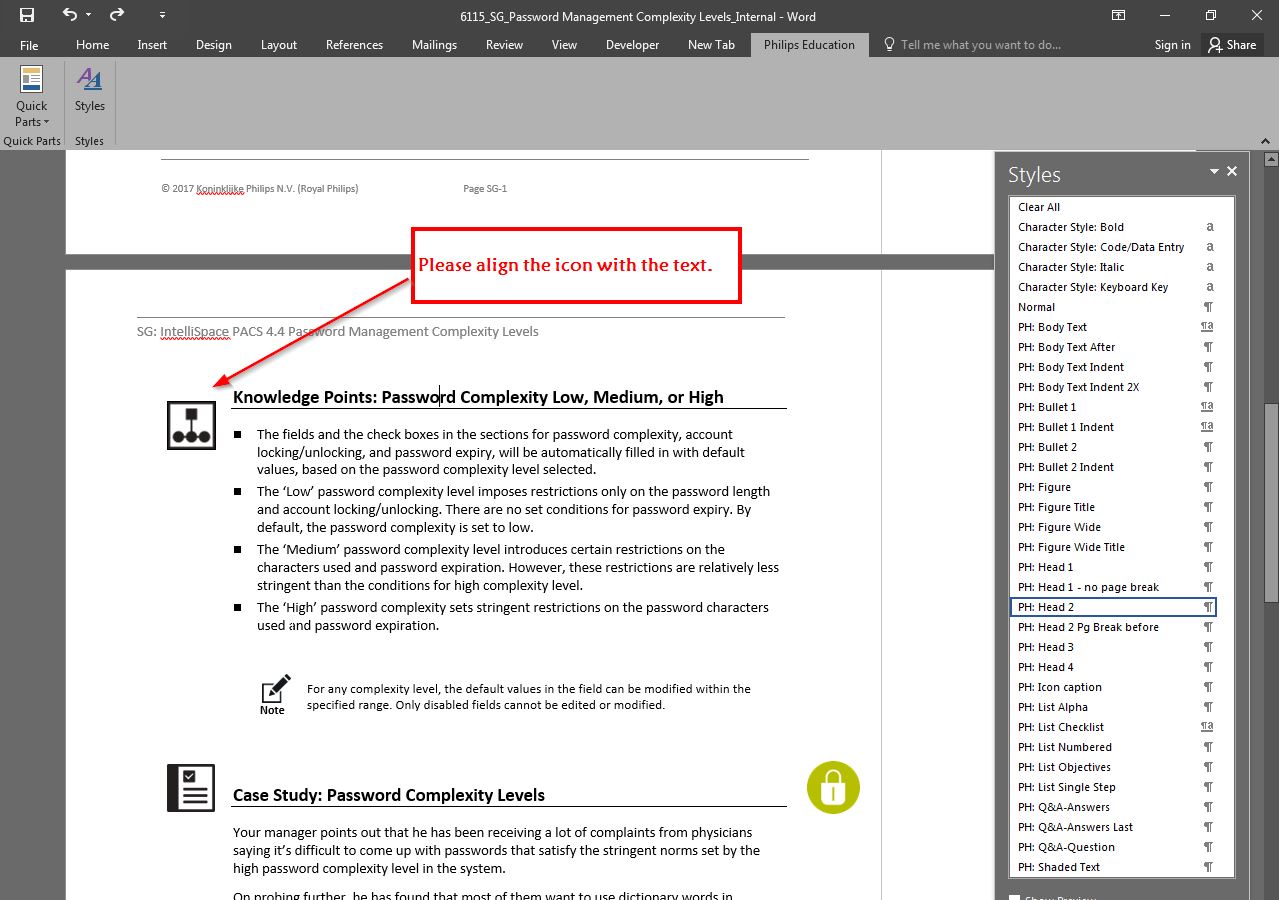 6115_SG_Password Management Complexity Levels_Internal - Word
File Home Insert Design Layout References Mailings Review View Developer New Tab Philips Education Tell me what you want to do... Sign in Share
Quick
Parts
Styles
Quick Parts Styles
© 2017 Koninklijke Philips N.V. (Royal Philips) Page SG-1
Please align the icon with the text.
SG: IntelliSpace PACS 4.4 Password Management Complexity Levels
Knowledge Points: Password Complexity Low, Medium, or High
■ The fields and the check boxes in the sections for password complexity, account
locking/unlocking, and password expiry, will be automatically filled in with default
values, based on the password complexity level selected.
■ The ‘Low’ password complexity level imposes restrictions only on the password length
and account locking/unlocking. There are no set conditions for password expiry. By
default, the password complexity is set to low.
■ The ‘Medium’ password complexity level introduces certain restrictions on the
characters used and password expiration. However, these restrictions are relatively less
stringent than the conditions for high complexity level.
■ The ‘High’ password complexity sets stringent restrictions on the password characters
used and password expiration.
Note
For any complexity level, the default values in the field can be modified within the
specified range. Only disabled fields cannot be edited or modified.
Case Study: Password Complexity Levels
Your manager points out that he has been receiving a lot of complaints from physicians
saying it’s difficult to come up with passwords that satisfy the stringent norms set by the
high password complexity level in the system.
On probing further, he has found that most of them want to use dictionary words in
Styles
Clear All
Character Style: Bold a
Character Style: Code/Data Entry a
Character Style: Italic a
Character Style: Keyboard Key a
Normal ¶
PH: Body Text ¶a
PH: Body Text After ¶
PH: Body Text Indent ¶
PH: Body Text Indent 2X ¶
PH: Bullet 1 ¶a
PH: Bullet 1 Indent ¶a
PH: Bullet 2 ¶
PH: Bullet 2 Indent ¶
PH: Figure ¶
PH: Figure Title ¶
PH: Figure Wide ¶
PH: Figure Wide Title ¶
PH: Head 1 ¶
PH: Head 1 - no page break ¶
PH: Head 2 ¶
PH: Head 2 Pg Break before ¶
PH: Head 3 ¶
PH: Head 4 ¶
PH: Icon caption ¶
PH: List Alpha ¶
PH: List Checklist ¶a
PH: List Numbered ¶
PH: List Objectives ¶
PH: List Single Step ¶
PH: Q&A-Answers ¶
PH: Q&A-Answers Last ¶
PH: Q&A-Question ¶
PH: Shaded Text ¶
Show Preview